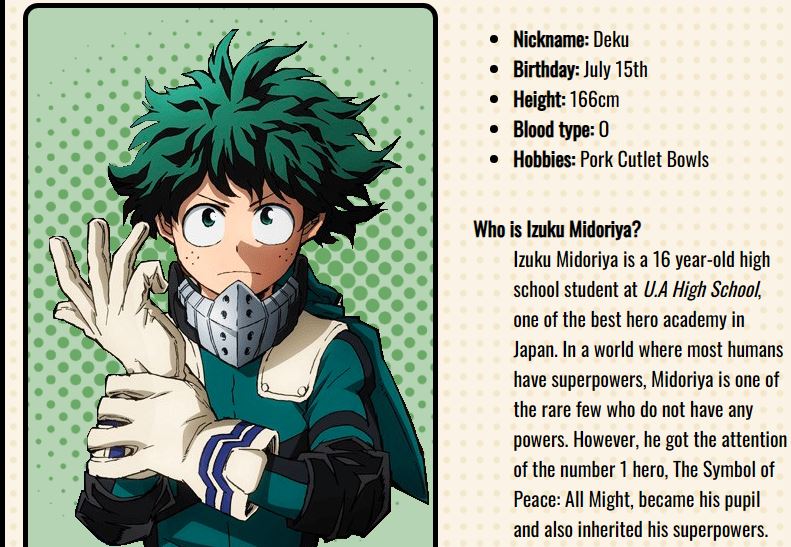 Nickname: Deku
Birthday: July 15th
Height: 166cm
Blood type: O
Hobbies: Pork Cutlet Bowls
Who is Izuku Midoriya?
Izuku Midoriya is a 16 year-old high
school student at U.A High School,
one of the best hero academy in
Japan. In a world where most humans
have superpowers, Midoriya is one of
the rare few who do not have any
powers. However, he got the attention
of the number 1 hero, The Symbol of
Peace: All Might, became his pupil
and also inherited his superpowers.